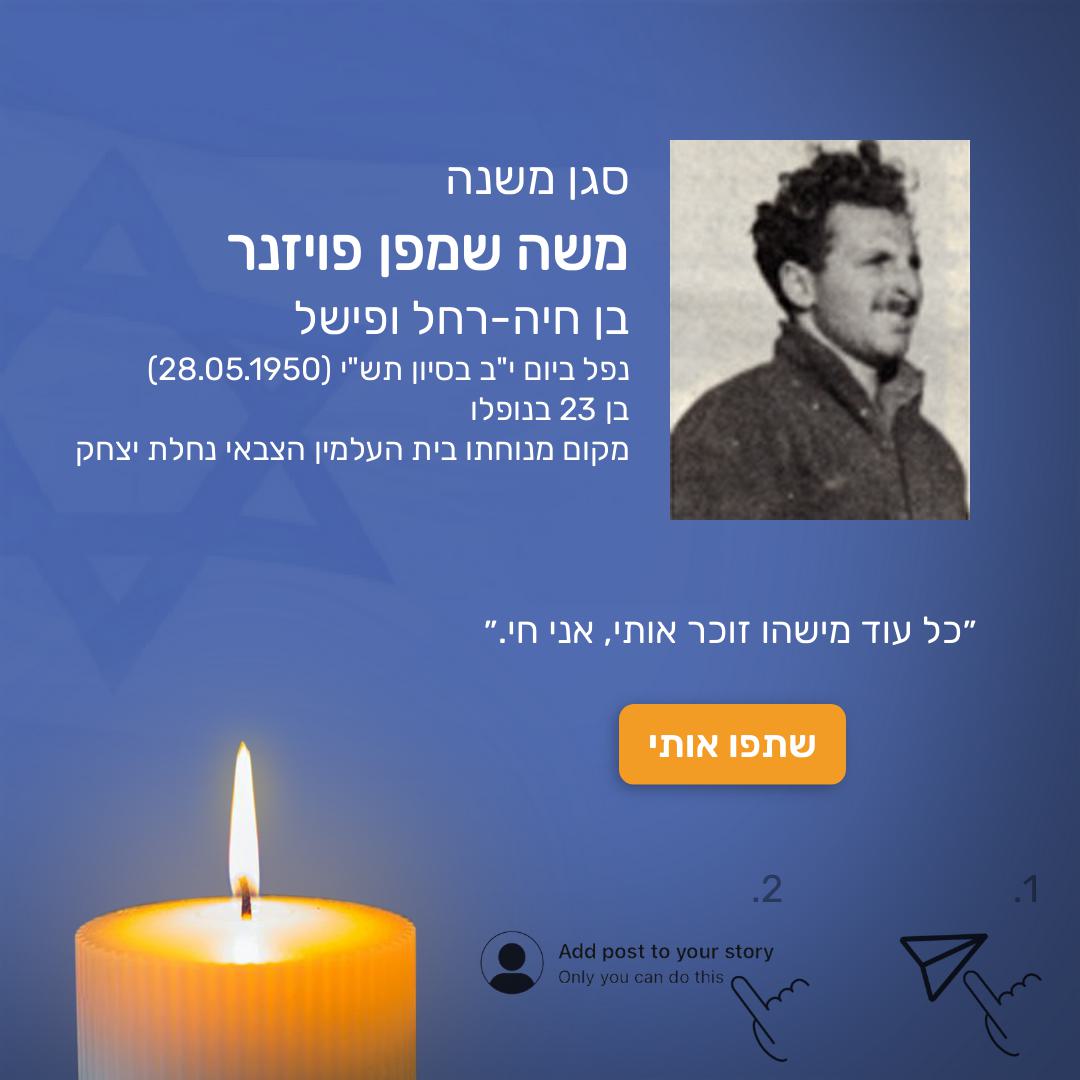 סגן משנה
משה שמפן פויזנר
בן חיה-רחל ופישל
נפל ביום י"ב בסיון תש"י (28.05.1950)
בן 23 בנופלו
מקום מנוחתו בית העלמין הצבאי נחלת יצחק
״כל עוד מישהו זוכר אותי, אני חי.״
שתפו אותי
1.
2.
Add post to your story
Only you can do this